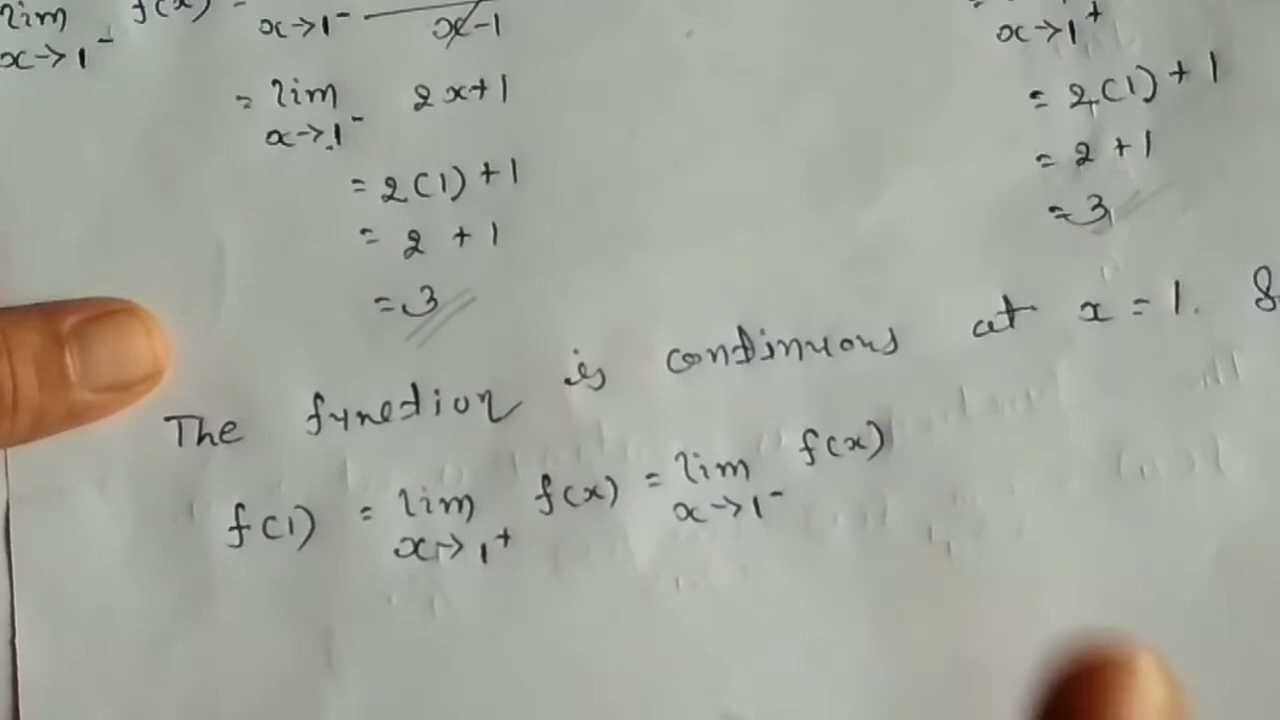 lim f(x) = lim
x→1⁻ x→1⁻ x-1
= lim 2x+1
x→1⁻
= 2(1)+1
= 2 + 1
= 3
x→1⁺
= 2(1)+1
= 2 + 1
= 3
The function is continuous at x = 1.
f(1) = lim f(x) = lim f(x)
x→1⁺ x→1⁻